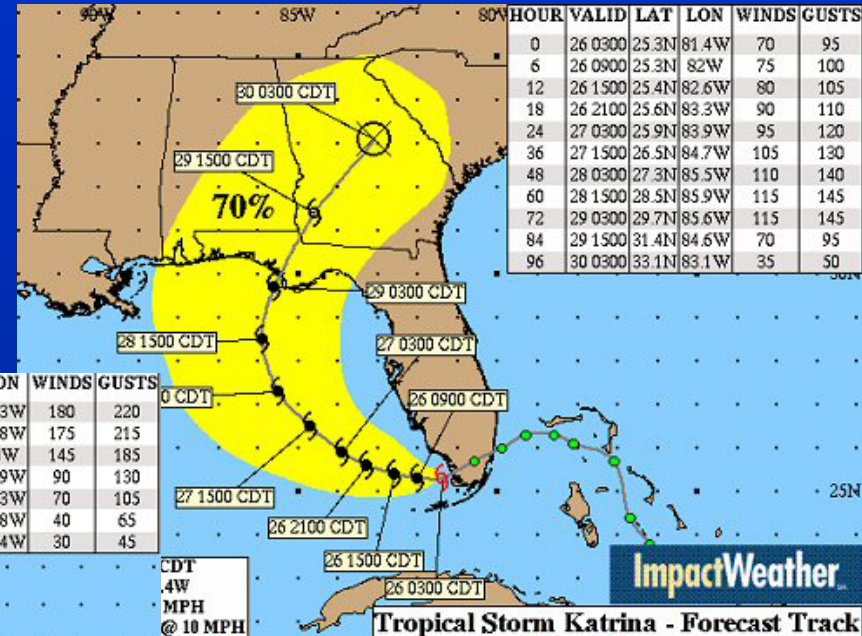 90W 85W 80W
HOUR VALID LAT LON WINDS GUSTS
0 26 0300 25.3N 81.4W 70 95
6 26 0900 25.3N 82W 75 100
12 26 1500 25.4N 82.6W 80 105
18 26 2100 25.6N 83.3W 90 110
24 27 0300 25.9N 83.9W 95 120
36 27 1500 26.5N 84.7W 105 130
48 28 0300 27.3N 85.5W 110 140
60 28 1500 28.5N 85.9W 115 145
72 29 0300 29.7N 85.6W 115 145
84 29 1500 31.4N 84.6W 70 95
96 30 0300 33.1N 83.1W 35 50
30N
30 0300 CDT
29 1500 CDT
70%
29 0300 CDT
28 1500 CDT
27 0300 CDT
0 CDT
26 0900 CDT
27 1500 CDT
25N
26 2100 CDT
26 1500 CDT
26 0300 CDT
ON WINDS GUSTS
3W 180 220
8W 175 215
W 145 185
9W 90 130
3W 70 105
8W 40 65
4W 30 45
CDT
.4W
MPH
@ 10 MPH
ImpactWeather
Tropical Storm Katrina - Forecast Track